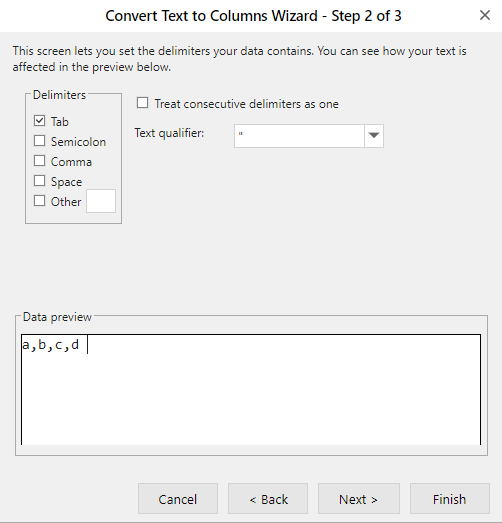 Convert Text to Columns Wizard - Step 2 of 3
This screen lets you set the delimiters your data contains. You can see how your text is
affected in the preview below.
Delimiters
Tab
Semicolon
Comma
Space
Other
Treat consecutive delimiters as one
Text qualifier:
"
Data preview
a,b,c,d
Cancel
< Back
Next >
Finish